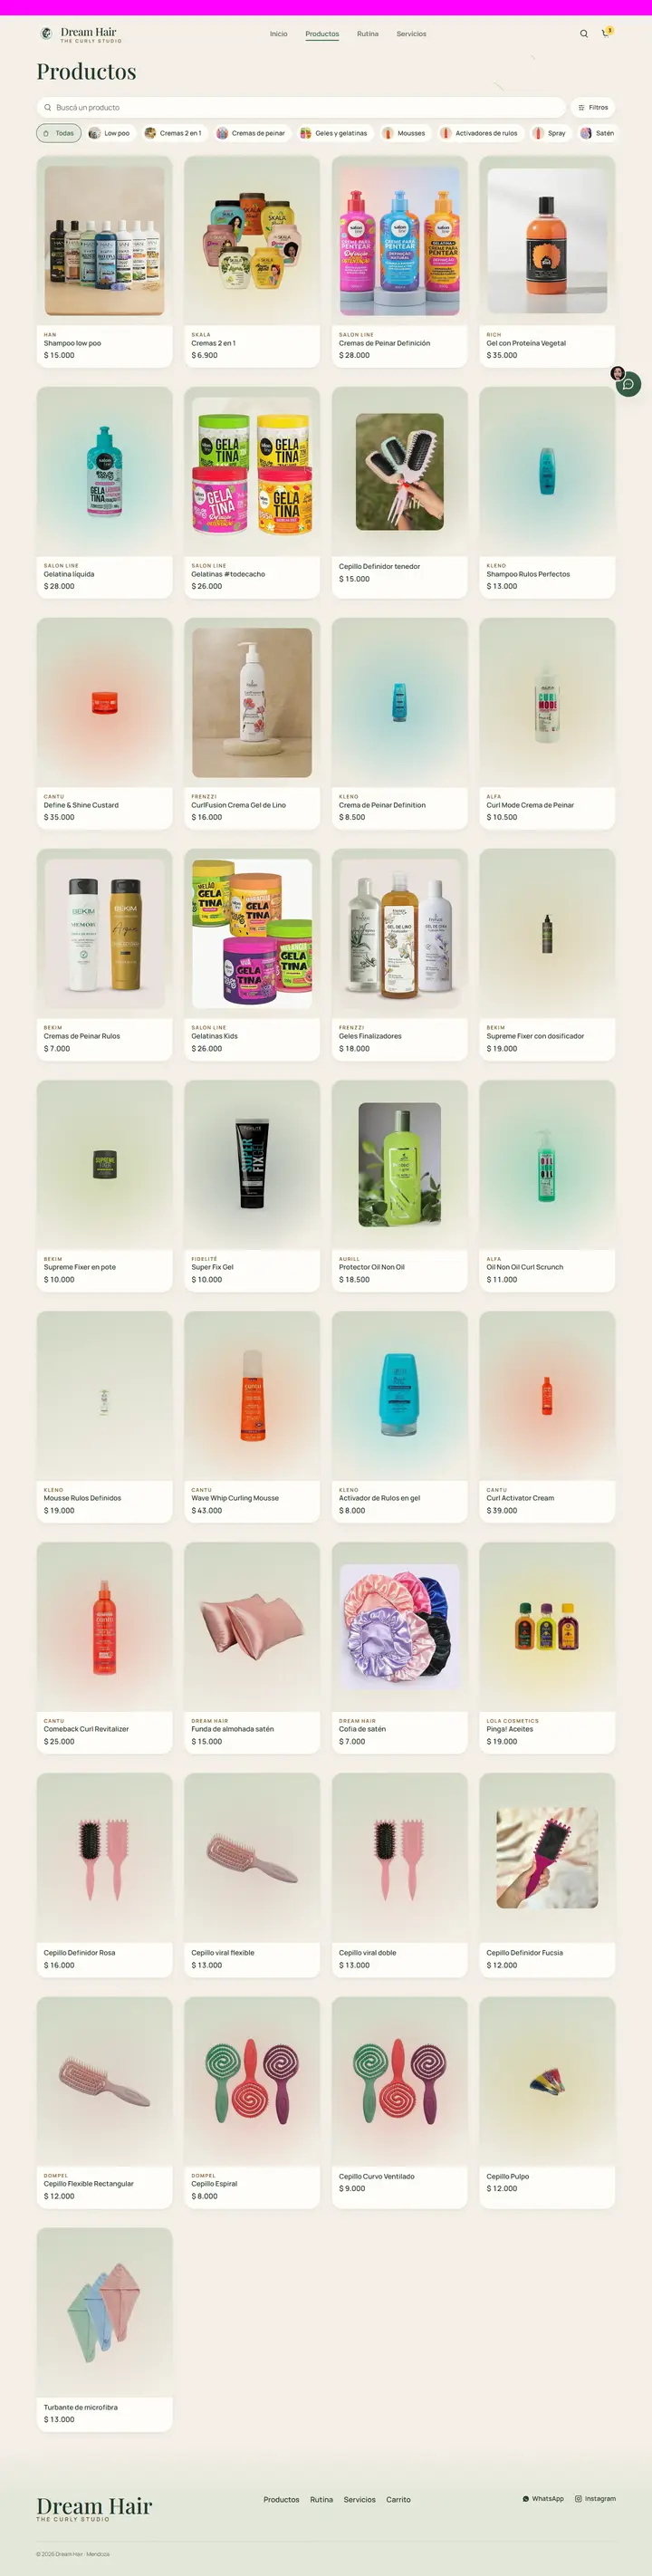 Dream Hair
THE CURLY STUDIO
Inicio
Productos
Rutina
Servicios
3
Productos
Buscá un producto
Filtros
Todas
Low poo
Cremas 2 en 1
Cremas de peinar
Geles y gelatinas
Mousses
Activadores de rulos
Spray
Satén
HAN
Shampoo low poo
$ 15.000
SKALA
Cremas 2 en 1
$ 6.900
SALON LINE
Cremas de Peinar Definición
$ 28.000
RICH
Gel con Proteína Vegetal
$ 35.000
SALON LINE
Gelatina líquida
$ 28.000
SALON LINE
Gelatinas #todecacho
$ 26.000
Cepillo Definidor tenedor
$ 15.000
KLENO
Shampoo Rulos Perfectos
$ 13.000
CANTU
Define & Shine Custard
$ 35.000
FRENZZI
CurlFusion Crema Gel de Lino
$ 16.000
KLENO
Crema de Peinar Definition
$ 8.500
ALFA
Curl Mode Crema de Peinar
$ 10.500
BEKIM
Cremas de Peinar Rulos
$ 7.000
SALON LINE
Gelatinas Kids
$ 26.000
FRENZZI
Geles Finalizadores
$ 18.000
BEKIM
Supreme Fixer con dosificador
$ 19.000
BEKIM
Supreme Fixer en pote
$ 10.000
FIDELITÉ
Super Fix Gel
$ 10.000
AURILL
Protector Oil Non Oil
$ 18.500
ALFA
Oil Non Oil Curl Scrunch
$ 11.000
KLENO
Mousse Rulos Definidos
$ 19.000
CANTU
Wave Whip Curling Mousse
$ 43.000
KLENO
Activador de Rulos en gel
$ 8.000
CANTU
Curl Activator Cream
$ 39.000
CANTU
Comeback Curl Revitalizer
$ 25.000
DREAM HAIR
Funda de almohada satén
$ 15.000
DREAM HAIR
Cofia de satén
$ 7.000
LOLA COSMETICS
Pinga! Aceites
$ 19.000
Cepillo Definidor Rosa
$ 16.000
Cepillo viral flexible
$ 13.000
Cepillo viral doble
$ 13.000
Cepillo Definidor Fucsia
$ 12.000
DOMPEL
Cepillo Flexible Rectangular
$ 12.000
DOMPEL
Cepillo Espiral
$ 8.000
Cepillo Curvo Ventilado
$ 9.000
Cepillo Pulpo
$ 12.000
Turbante de microfibra
$ 13.000
Dream Hair
THE CURLY STUDIO
Productos
Rutina
Servicios
Carrito
WhatsApp
Instagram
© 2026 Dream Hair · Mendoza